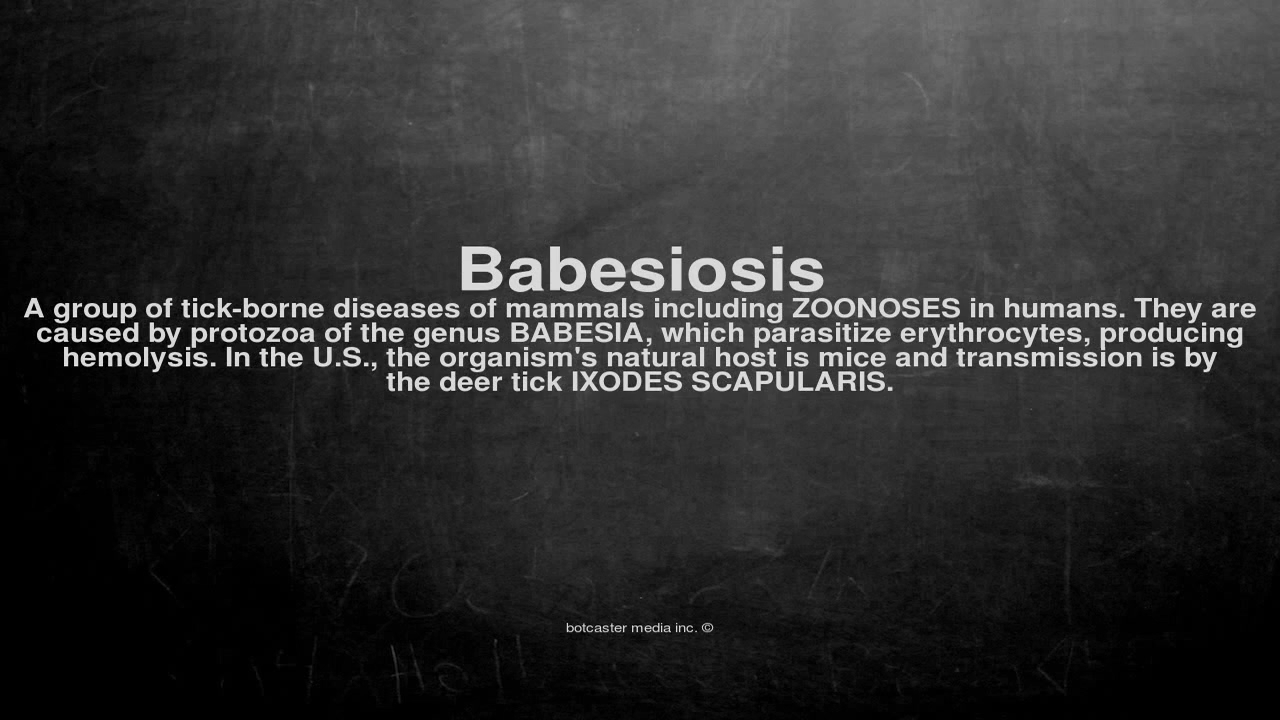 Babesiosis
A group of tick-borne diseases of mammals including ZOONOSES in humans. They are
caused by protozoa of the genus BABESIA, which parasitize erythrocytes, producing
hemolysis. In the U.S., the organism's natural host is mice and transmission is by
the deer tick IXODES SCAPULARIS.
botcaster media inc. ©